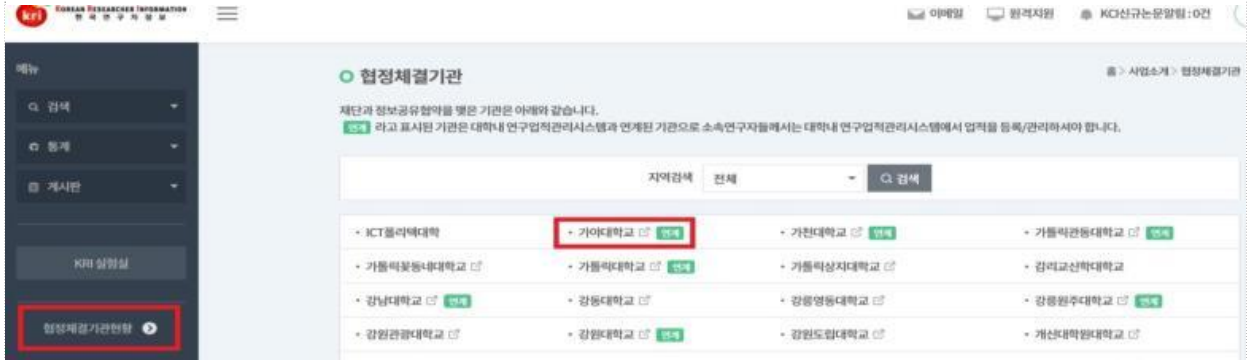 kri KOREAN RESEARCHER INFORMATION
한국연구자정보
이메일 원격지원 KCI신규논문알림:0건
메뉴
검색
통계
게시판
KRI 실험실
협정체결기관현황
협정체결기관
홈 > 사업소개 > 협정체결기관
재단과 정보공유협약을 맺은 기관은 아래와 같습니다.
연계 라고 표시된 기관은 대학내 연구업적관리시스템과 연계된 기관으로 소속연구자들께서는 대학내 연구업적관리시스템에서 업적을 등록/관리하셔야 합니다.
지역검색 전체 검색
ICT폴리텍대학 가야대학교 연계 가천대학교 연계 가톨릭관동대학교 연계
가톨릭꽃동네대학교 가톨릭대학교 연계 가톨릭상지대학교 감리교신학대학교
강남대학교 연계 강동대학교 강릉영동대학교 강릉원주대학교 연계
강원관광대학교 강원대학교 연계 강원도립대학교 개신대학원대학교